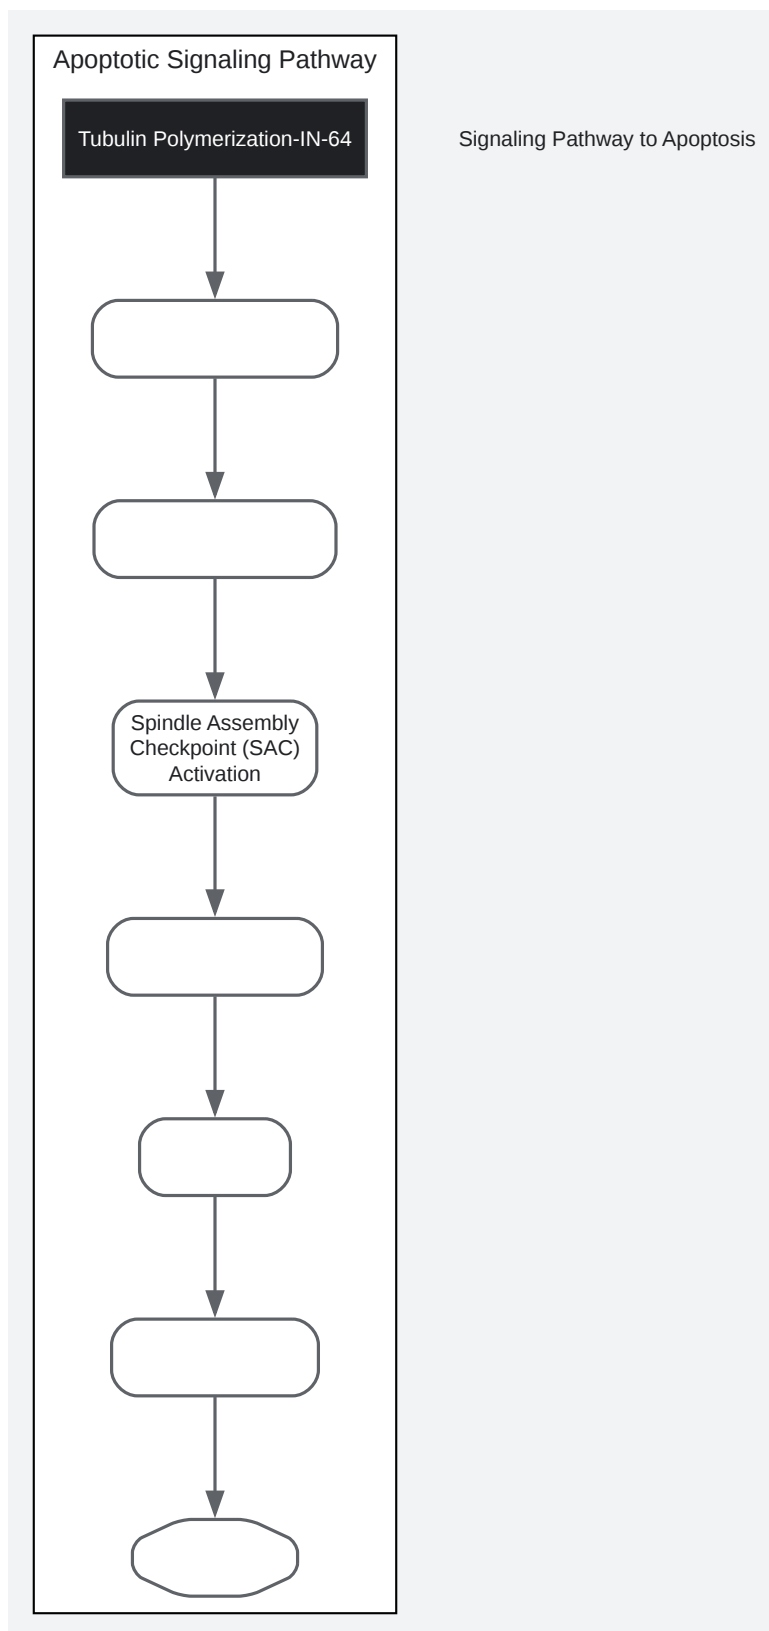 Apoptotic Signaling Pathway
Tubulin Polymerization-IN-64
Signaling Pathway to Apoptosis
Spindle Assembly
Checkpoint (SAC)
Activation